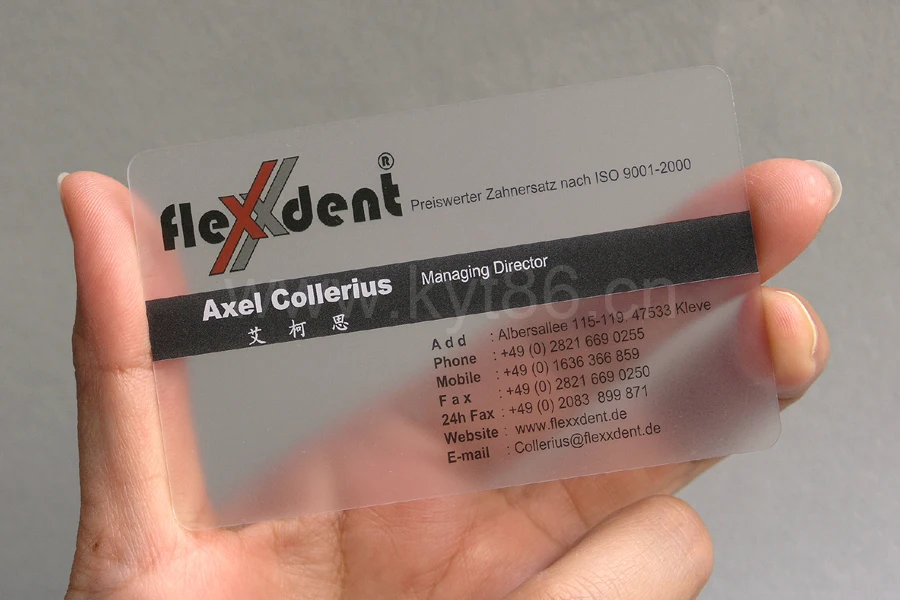 flexxdent®
Preiswerter Zahnersatz nach ISO 9001-2000
Axel Collerius Managing Director
艾 柯 思
www.kyt86.cn
Add : Albersallee 115-119. 47533 Kleve
Phone : +49 (0) 2821 669 0255
Mobile : +49 (0) 1636 366 859
Fax : +49 (0) 2821 669 0250
24h Fax : +49 (0) 2083 899 871
Website : www.flexxdent.de
E-mail : Collerius@flexxdent.de